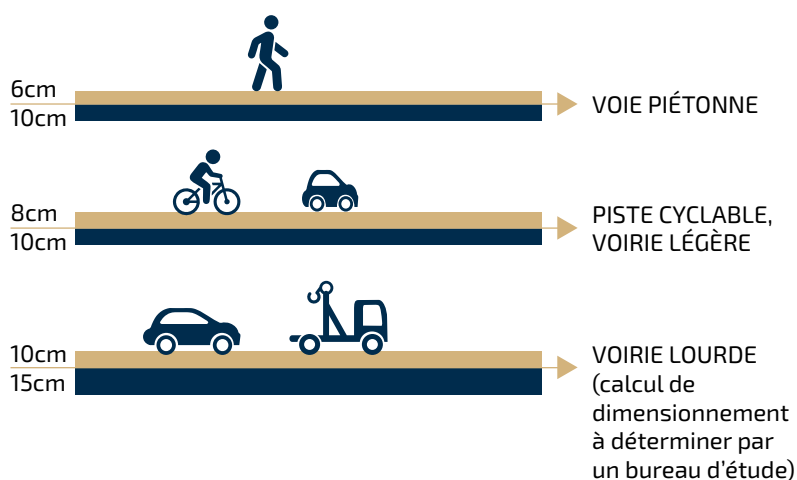 6cm
10cm
VOIE PIÉTONNE
8cm
10cm
PISTE CYCLABLE,
VOIRIE LÉGÈRE
10cm
15cm
VOIRIE LOURDE
(calcul de
dimensionnement
à déterminer par
un bureau d’étude)